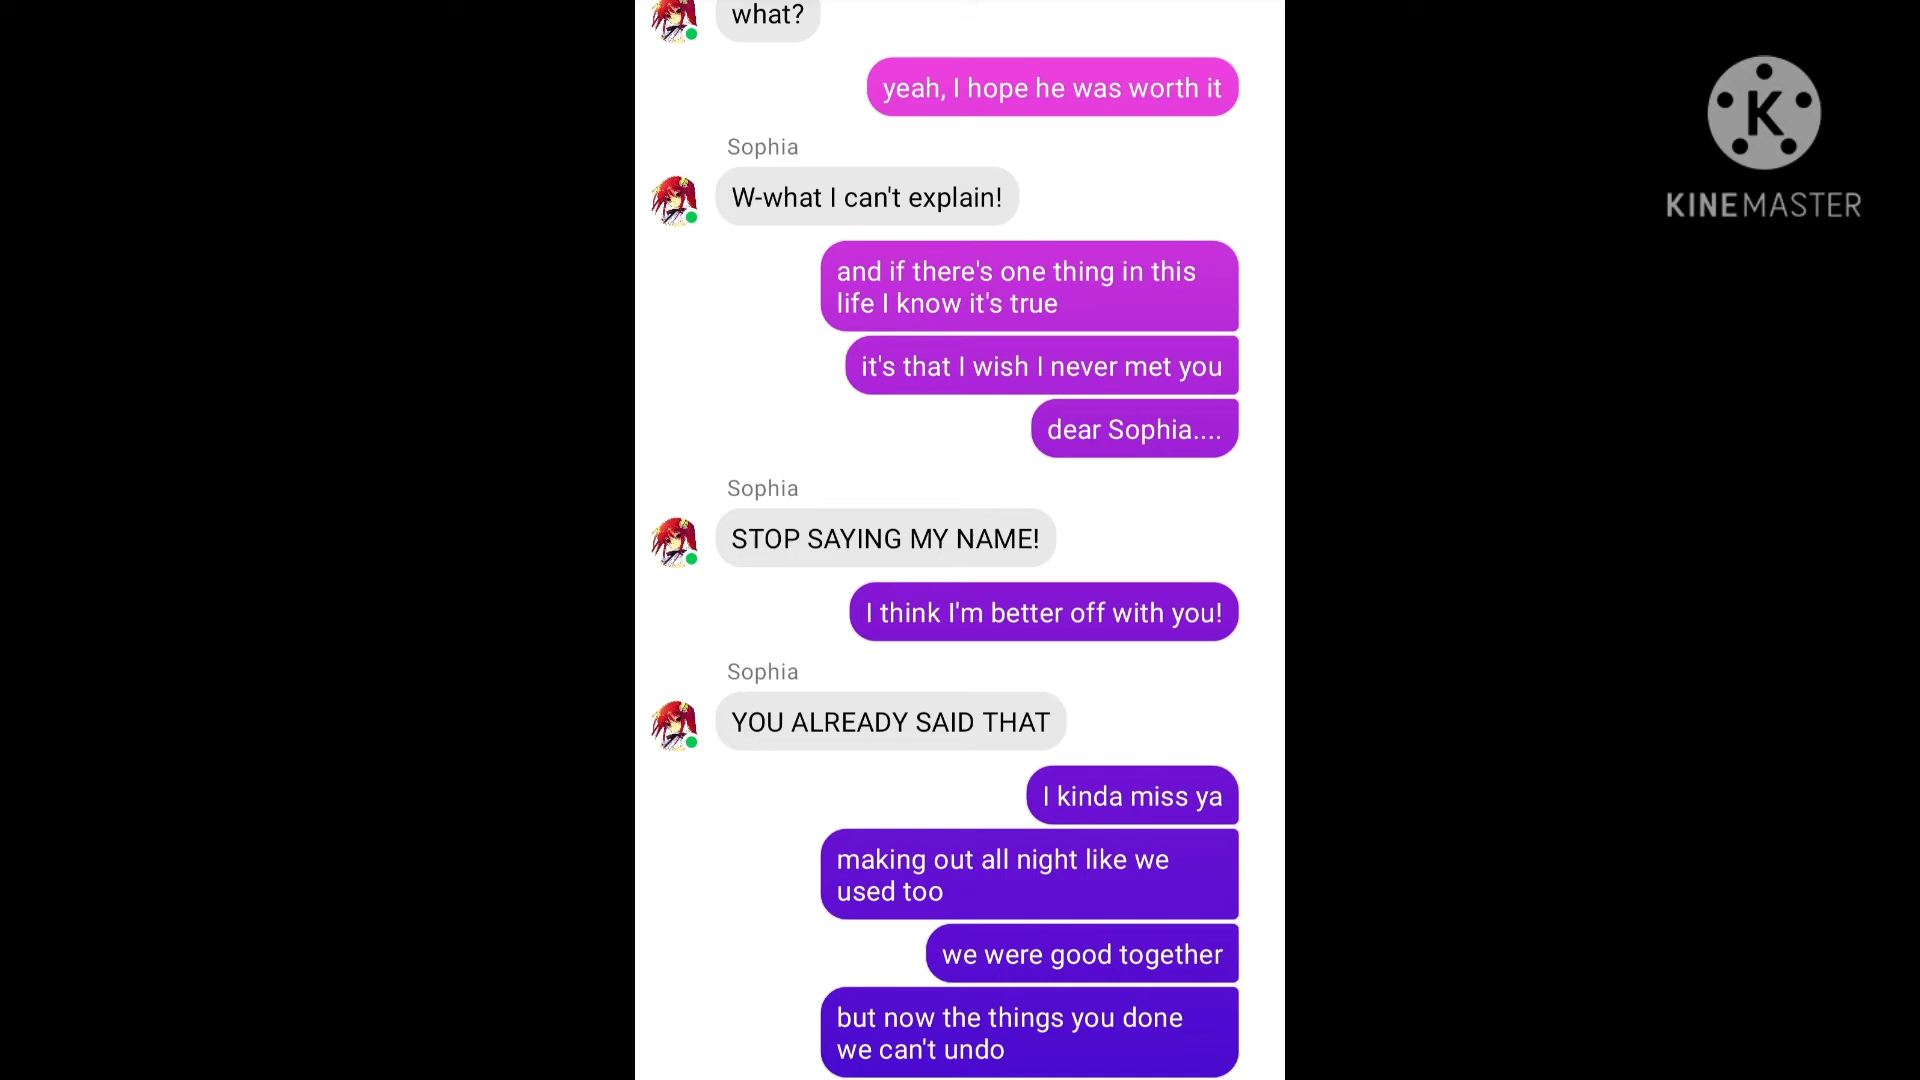 what?
yeah, I hope he was worth it
Sophia
W-what I can't explain!
and if there's one thing in this
life I know it's true
it's that I wish I never met you
dear Sophia....
Sophia
STOP SAYING MY NAME!
I think I'm better off with you!
Sophia
YOU ALREADY SAID THAT
I kinda miss ya
making out all night like we
used too
we were good together
but now the things you done
we can't undo
K
KINEMASTER